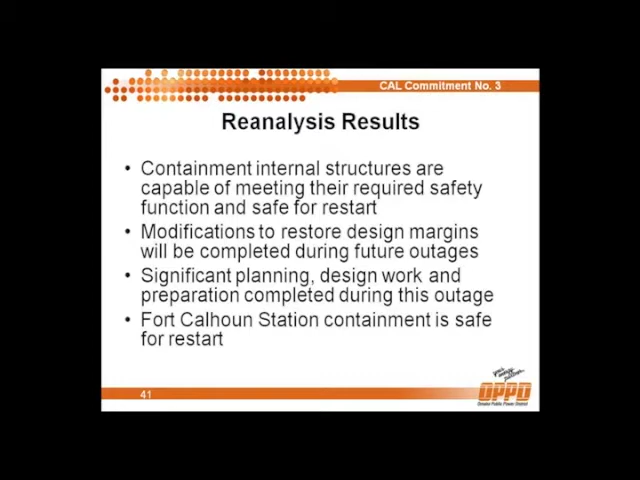 CAL Commitment No. 3
Reanalysis Results
• Containment internal structures are
capable of meeting their required safety
function and safe for restart
• Modifications to restore design margins
will be completed during future outages
• Significant planning, design work and
preparation completed during this outage
• Fort Calhoun Station containment is safe
for restart
41
OPPD
Omaha Public Power District